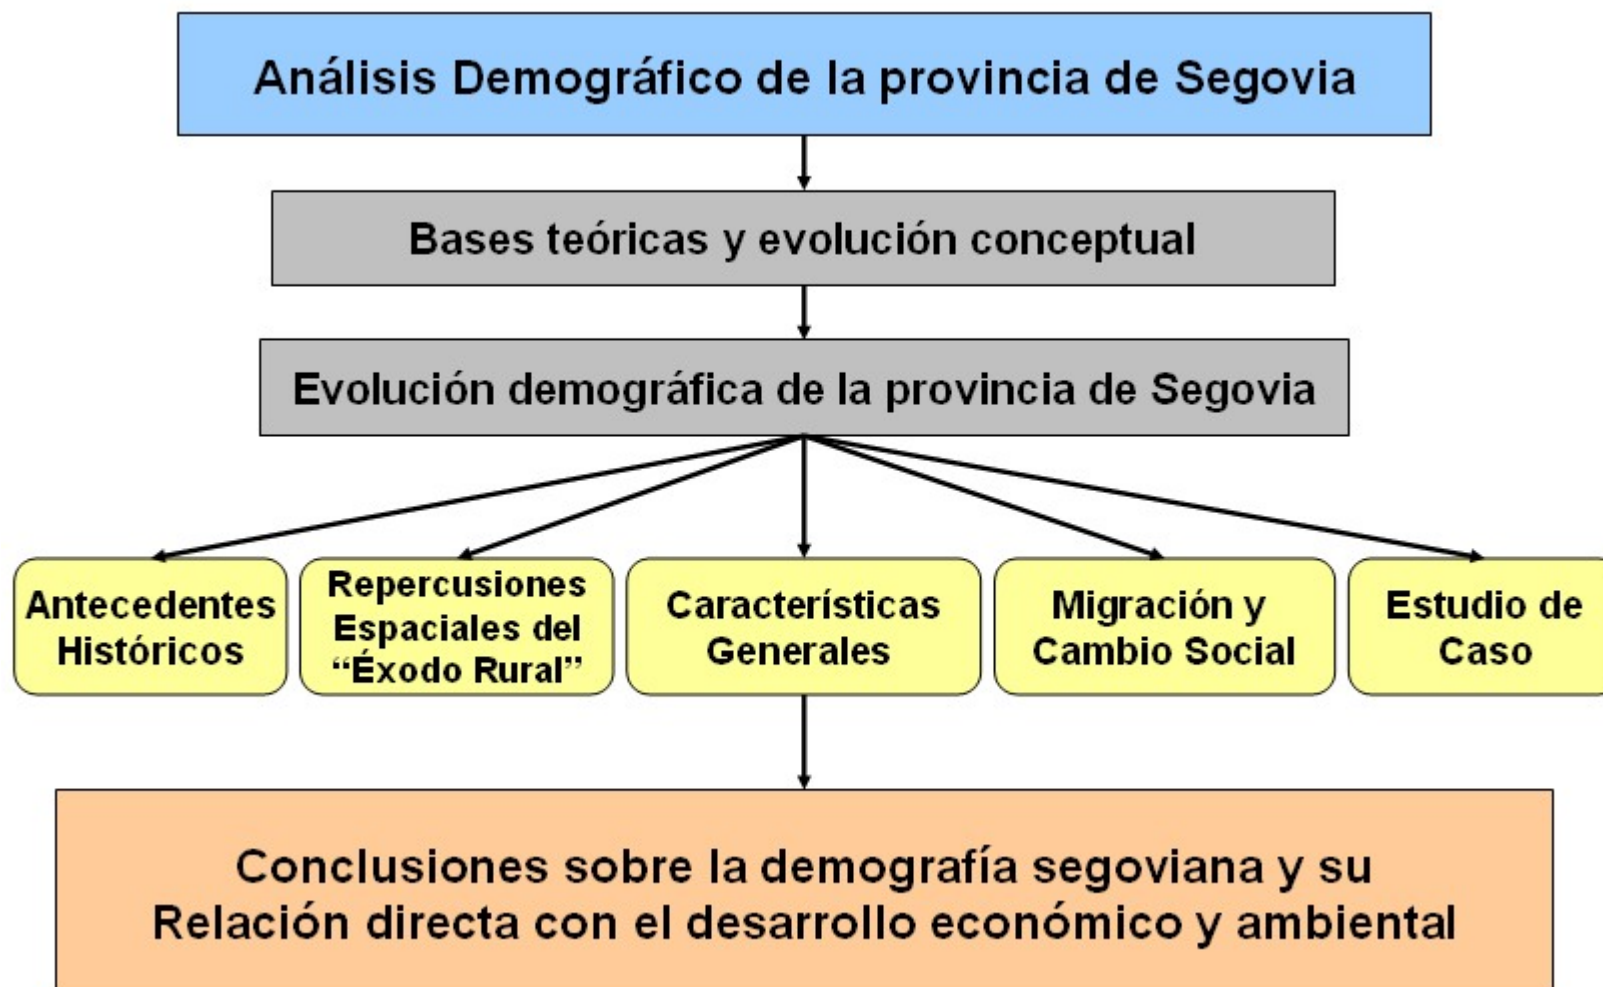 Análisis Demográfico de la provincia de Segovia
Bases teóricas y evolución conceptual
Evolución demográfica de la provincia de Segovia
Antecedentes
Históricos
Repercusiones
Espaciales del
“Éxodo Rural”
Características
Generales
Migración y
Cambio Social
Estudio de
Caso
Conclusiones sobre la demografía segoviana y su
Relación directa con el desarrollo económico y ambiental